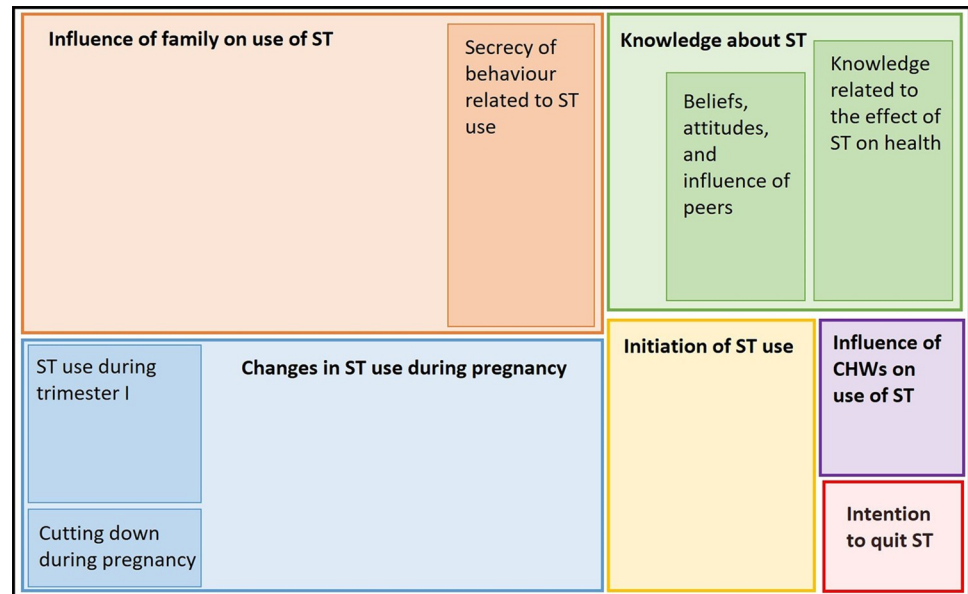 Influence of family on use of ST
Secrecy of
behaviour
related to ST
use
Knowledge about ST
Beliefs,
attitudes,
and
influence of
peers
Knowledge
related to
the effect of
ST on health
ST use during
trimester I
Changes in ST use during pregnancy
Cutting down
during pregnancy
Initiation of ST use
Influence of
CHWs on
use of ST
Intention
to quit ST